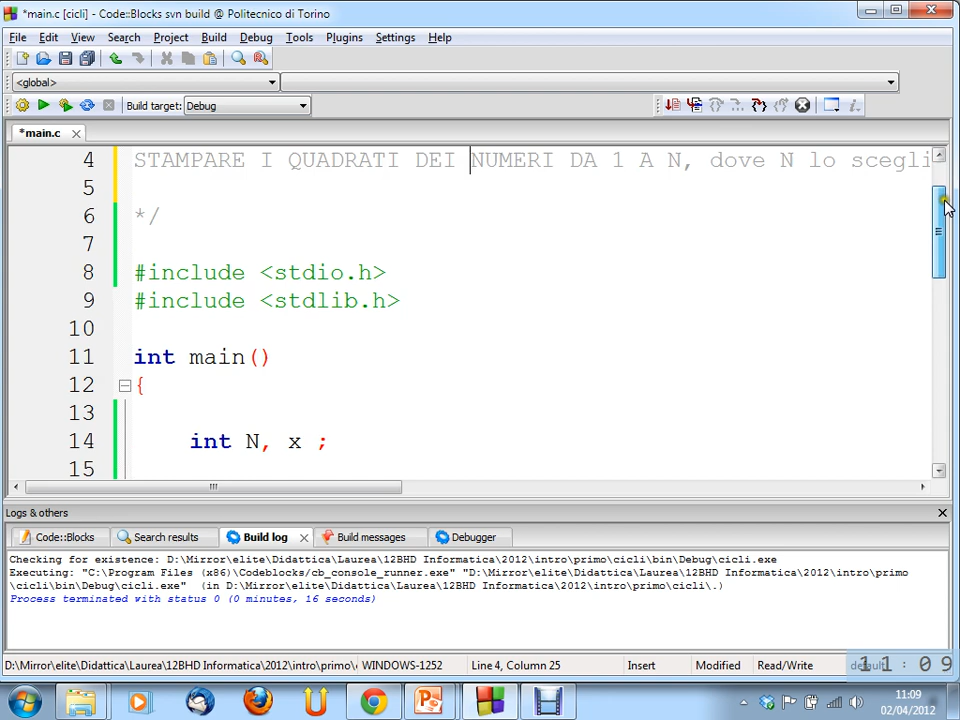 *main.c [cicli] - Code::Blocks svn build @ Politecnico di Torino
File Edit View Search Project Build Debug Tools Plugins Settings Help
<global>
Build target: Debug
*main.c
4 STAMPARE I QUADRATI DEI NUMERI DA 1 A N, dove N lo scegli
5
6 */
7
8 #include <stdio.h>
9 #include <stdlib.h>
10
11 int main()
12 {
13
14 int N, x ;
15
Logs & others
Code::Blocks Search results Build log Build messages Debugger
Checking for existence: D:\Mirror\elite\Didattica\Laurea\12BHD Informatica\2012\intro\primo\cicli\bin\Debug\cicli.exe
Executing: "C:\Program Files (x86)\Codeblocks/cb_console_runner.exe" "D:\Mirror\elite\Didattica\Laurea\12BHD Informatica\2012\intro\primo
\cicli\bin\Debug\cicli.exe" (in D:\Mirror\elite\Didattica\Laurea\12BHD Informatica\2012\intro\primo\cicli\.)
Process terminated with status 0 (0 minutes, 16 seconds)
D:\Mirror\elite\Didattica\Laurea\12BHD Informatica\2012\intro\primo\ WINDOWS-1252 Line 4, Column 25 Insert Modified Read/Write default
11:09
11:09
02/04/2012